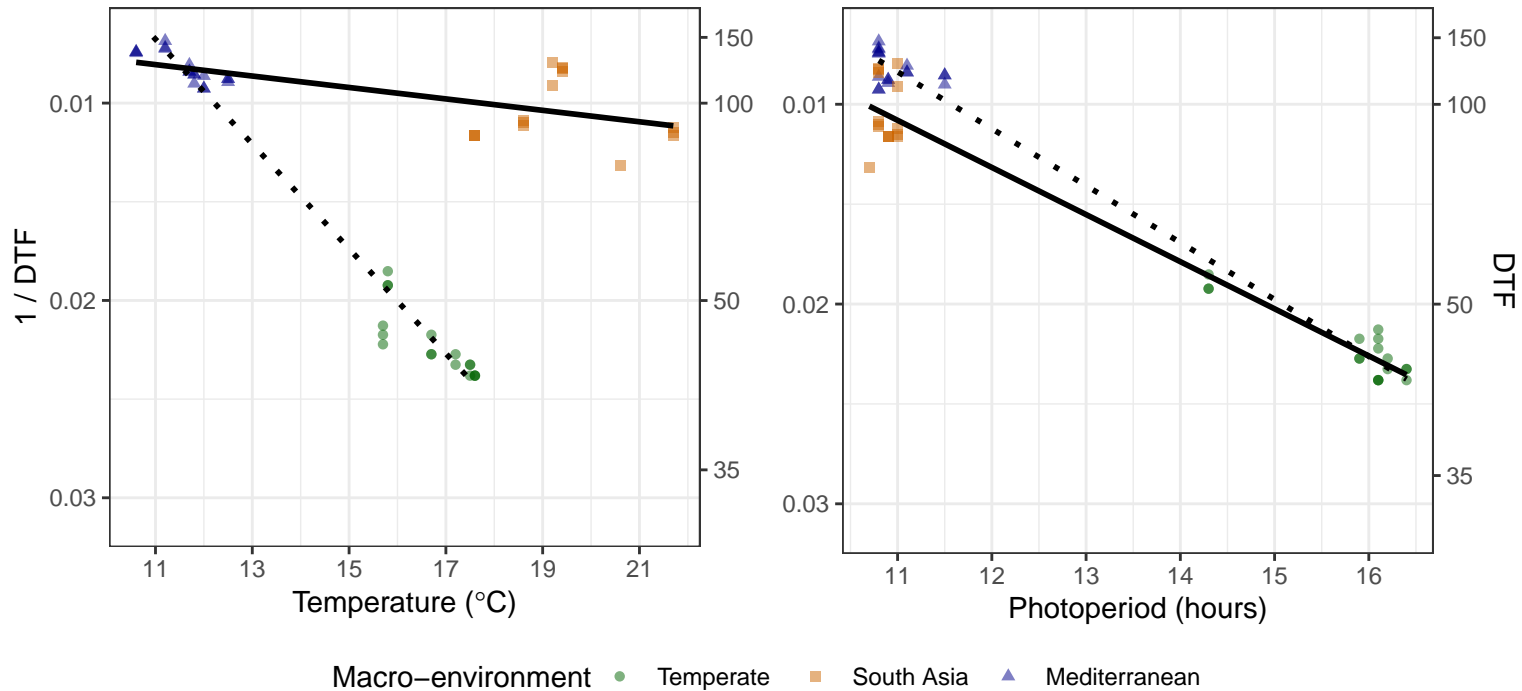 1 / DTF
0.01
0.02
0.03
150
100
50
35
11 13 15 17 19 21
Temperature (°C)
0.01
0.02
0.03
150
100
50
35
DTF
11 12 13 14 15 16
Photoperiod (hours)
Macro−environment Temperate South Asia Mediterranean